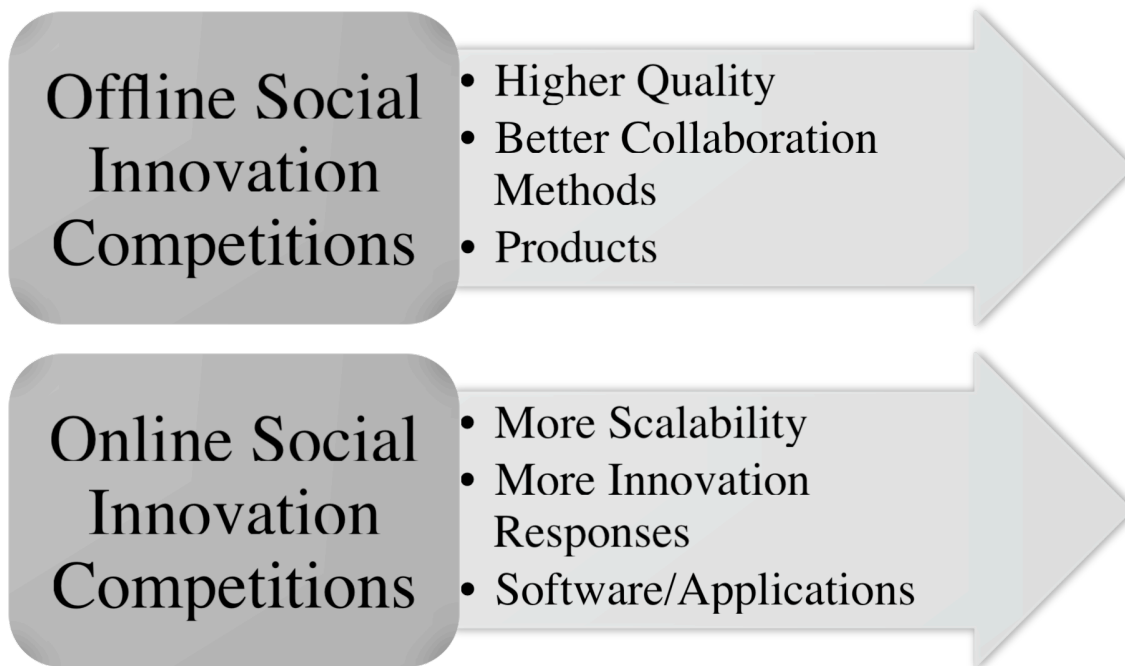 Offline Social
Innovation
Competitions
• Higher Quality
• Better Collaboration
Methods
• Products
Online Social
Innovation
Competitions
• More Scalability
• More Innovation
Responses
• Software/Applications